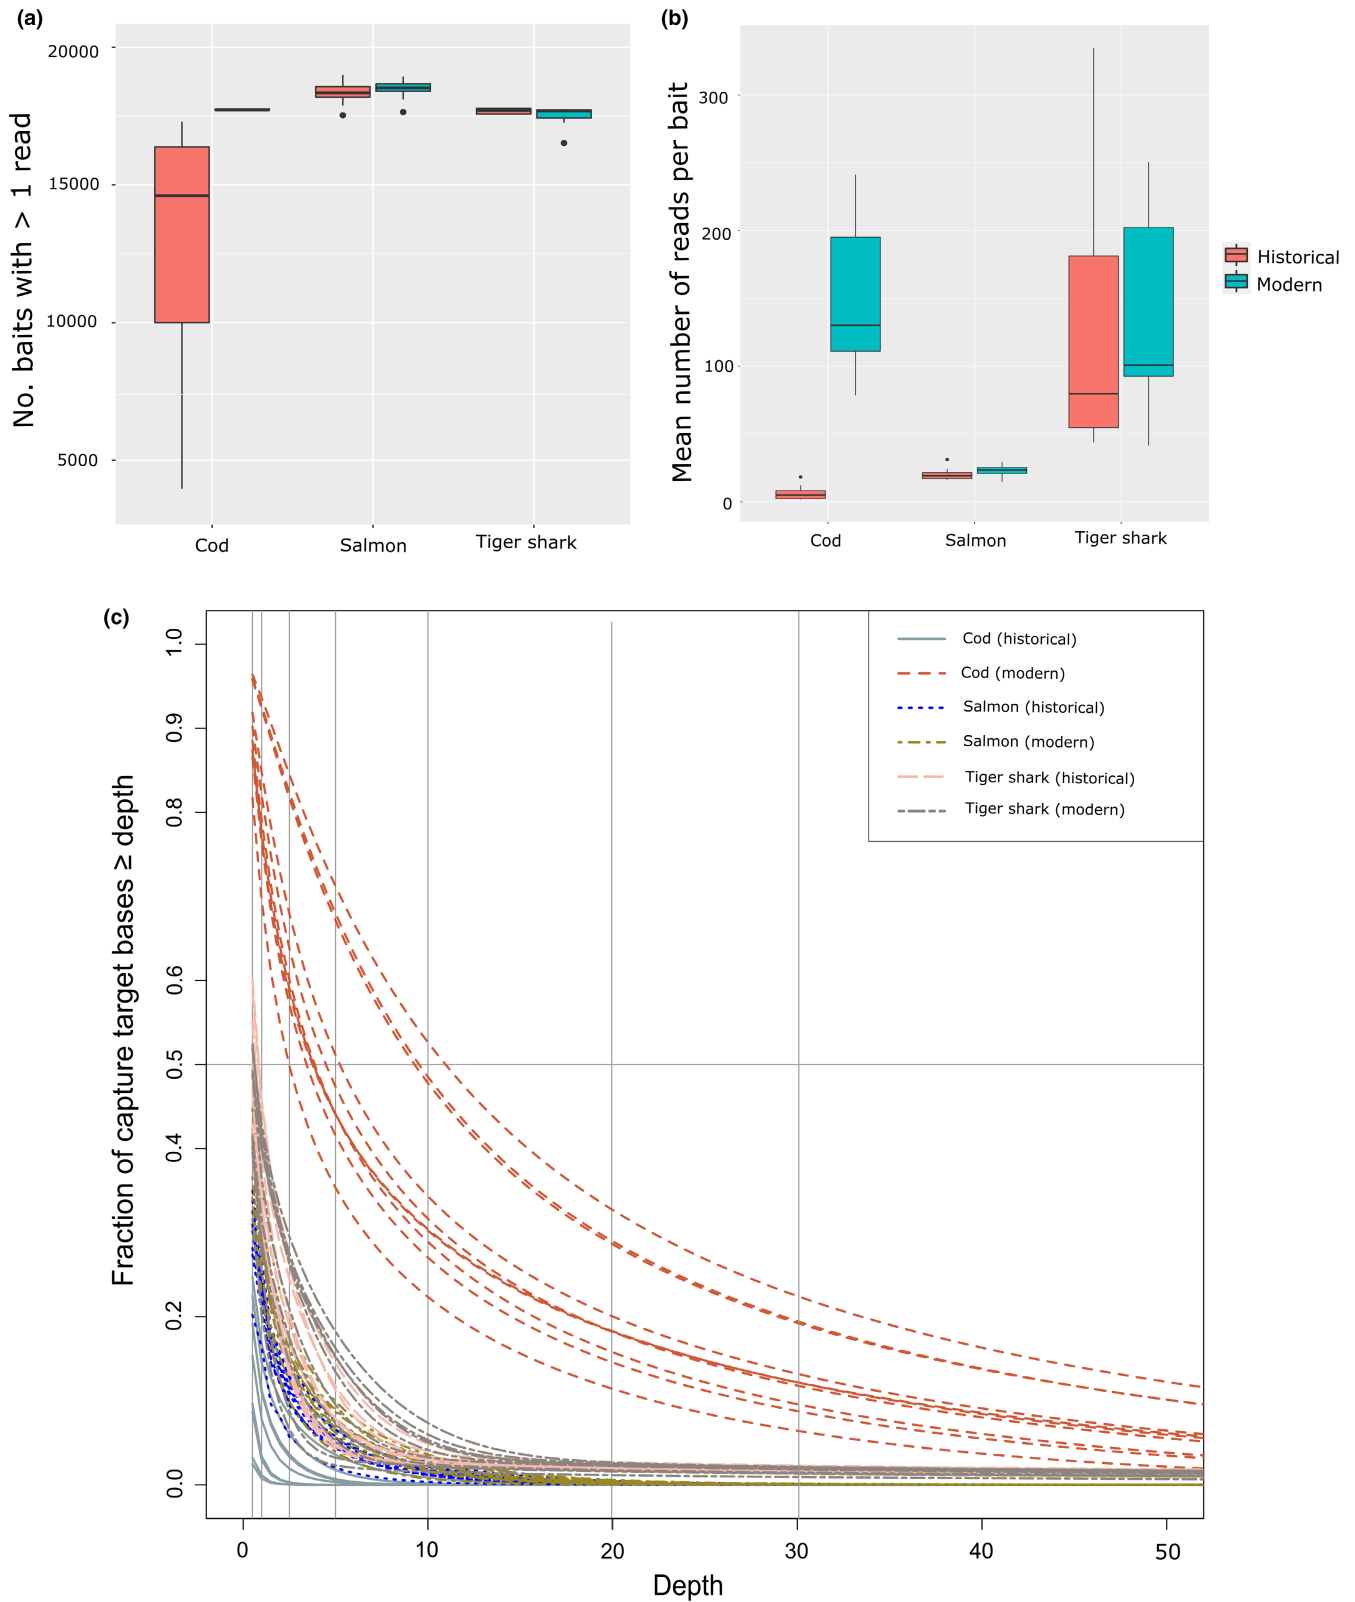 (a)
No. baits with > 1 read
20000
15000
10000
5000
Cod
Salmon
Tiger shark
(b)
Mean number of reads per bait
300
200
100
0
Cod
Salmon
Tiger shark
Historical
Modern
(c)
Fraction of capture target bases ≥ depth
1.0
0.9
0.8
0.6
0.5
0.4
0.2
0.0
Cod (historical)
Cod (modern)
Salmon (historical)
Salmon (modern)
Tiger shark (historical)
Tiger shark (modern)
0
10
20
30
40
50
Depth